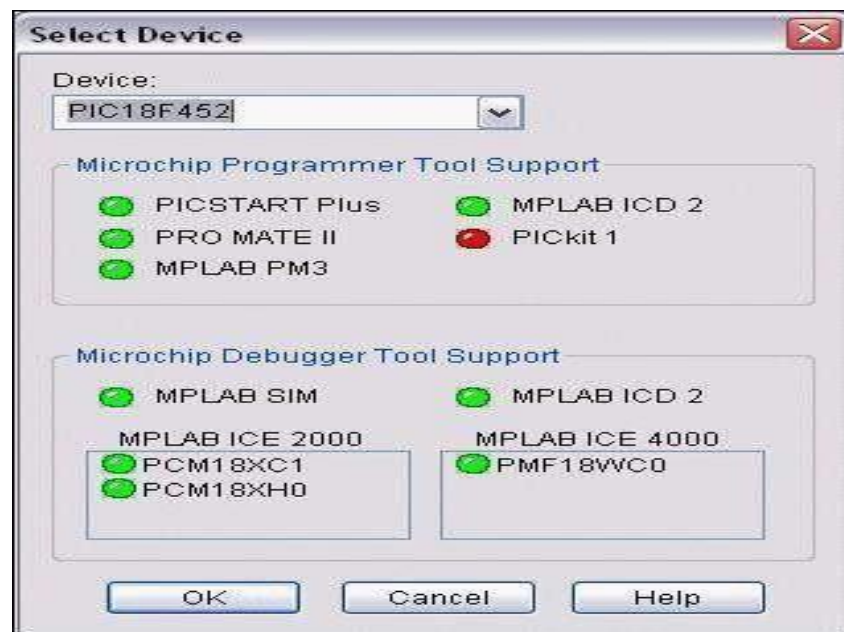 Select Device
Device:
PIC18F452
Microchip Programmer Tool Support
PICSTART Plus
MPLAB ICD 2
PRO MATE II
PICkit 1
MPLAB PM3
Microchip Debugger Tool Support
MPLAB SIM
MPLAB ICD 2
MPLAB ICE 2000
MPLAB ICE 4000
PCM18XC1
PMF18WC0
PCM18XH0
OK
Cancel
Help